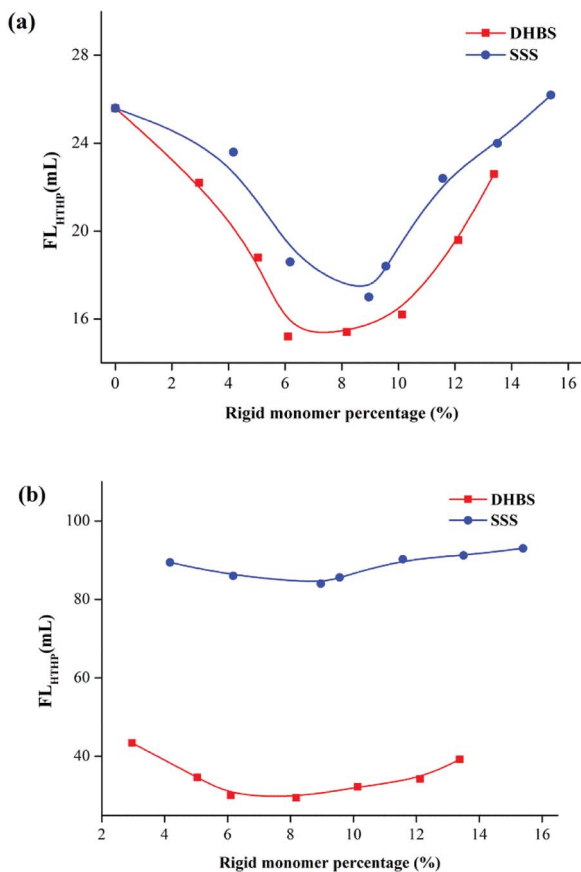 (a)
DHBS
SSS
28
24
20
16
FL_HTHP(mL)
0 2 4 6 8 10 12 14 16
Rigid monomer percentage (%)
(b)
DHBS
SSS
100
80
60
40
FL_HTHP(mL)
2 4 6 8 10 12 14 16
Rigid monomer percentage (%)